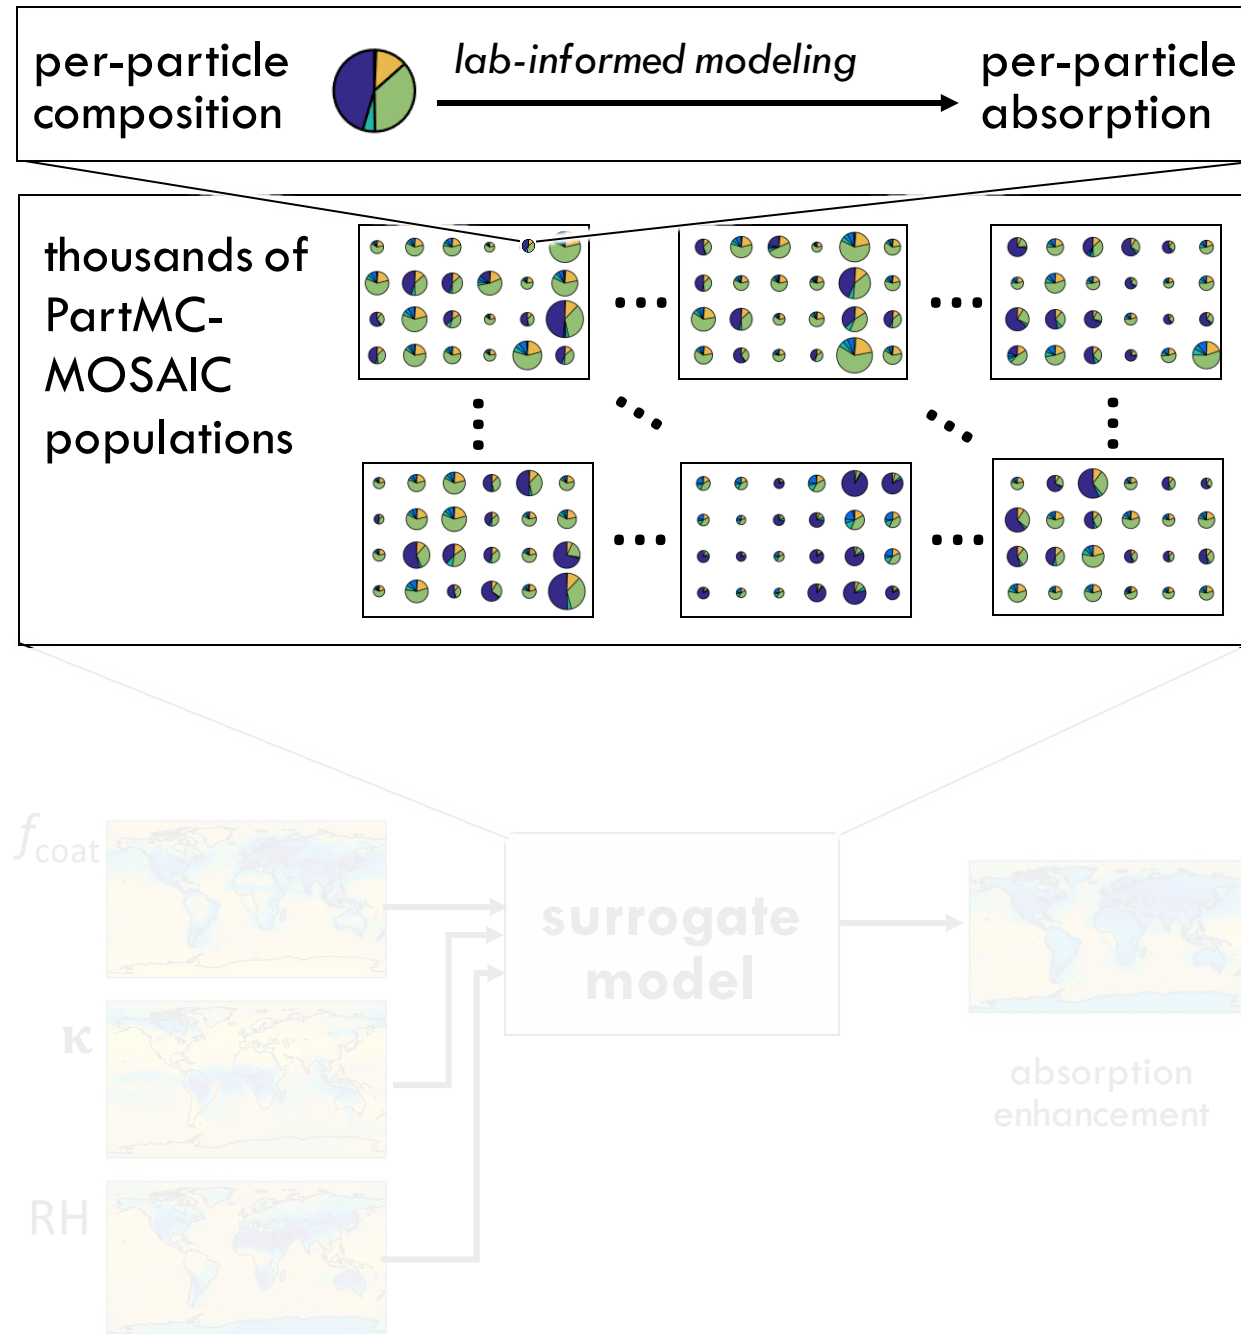 per-particle
composition
lab-informed modeling
per-particle
absorption
thousands of
PartMC-
MOSAIC
populations
f coat
κ
RH
surrogate
model
absorption
enhancement